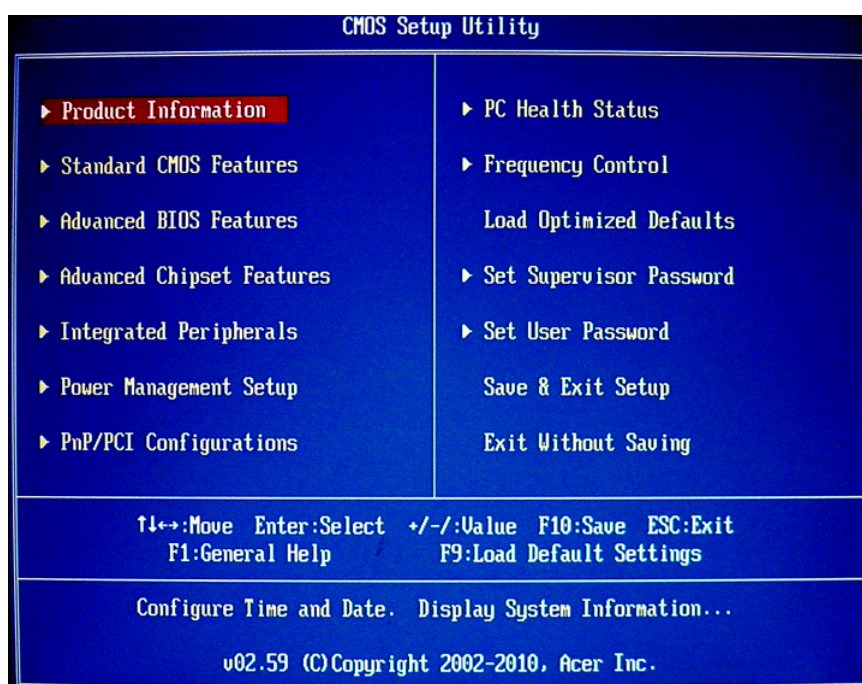 CMOS Setup Utility
▶ Product Information
▶ Standard CMOS Features
▶ Advanced BIOS Features
▶ Advanced Chipset Features
▶ Integrated Peripherals
▶ Power Management Setup
▶ PnP/PCI Configurations
▶ PC Health Status
▶ Frequency Control
Load Optimized Defaults
▶ Set Supervisor Password
▶ Set User Password
Save & Exit Setup
Exit Without Saving
↑↓←→:Move Enter:Select +/-/:Value F10:Save ESC:Exit
F1:General Help F9:Load Default Settings
Configure Time and Date. Display System Information...
v02.59 (C)Copyright 2002-2010, Acer Inc.